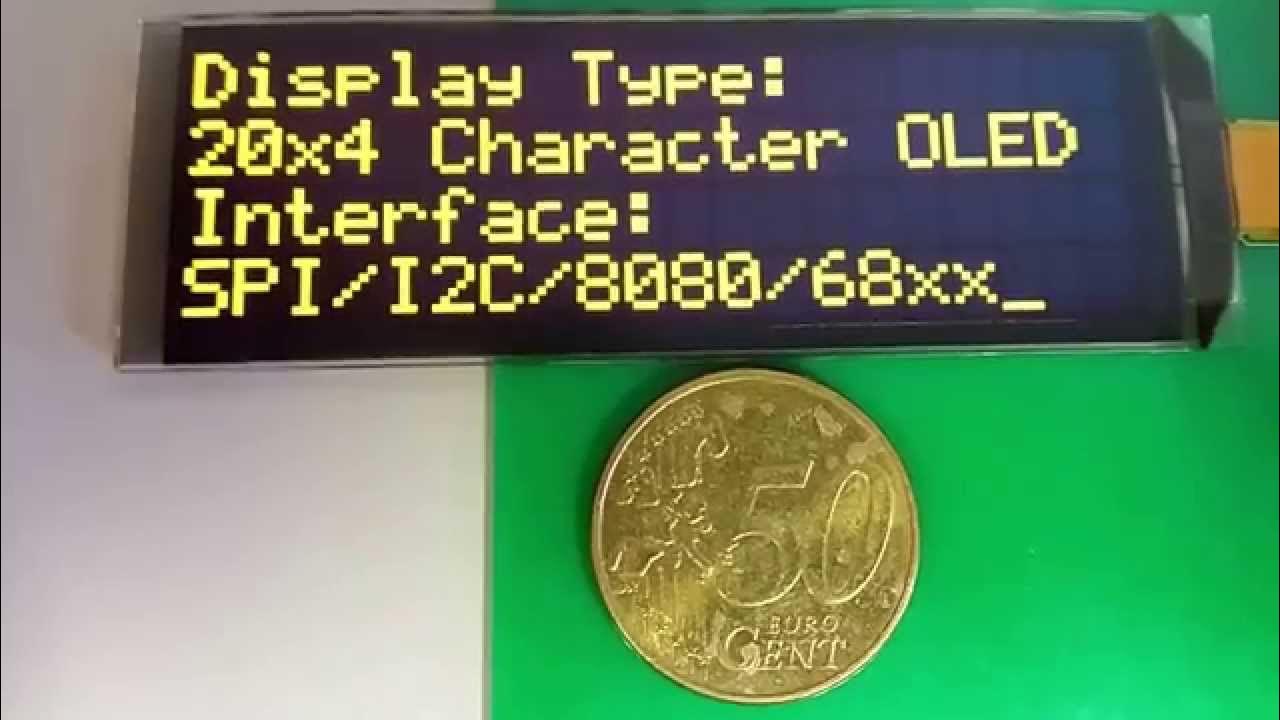 Display Type:
20x4 Character OLED
Interface:
SPI/I2C/8080/68xx_
50
EURO
CENT